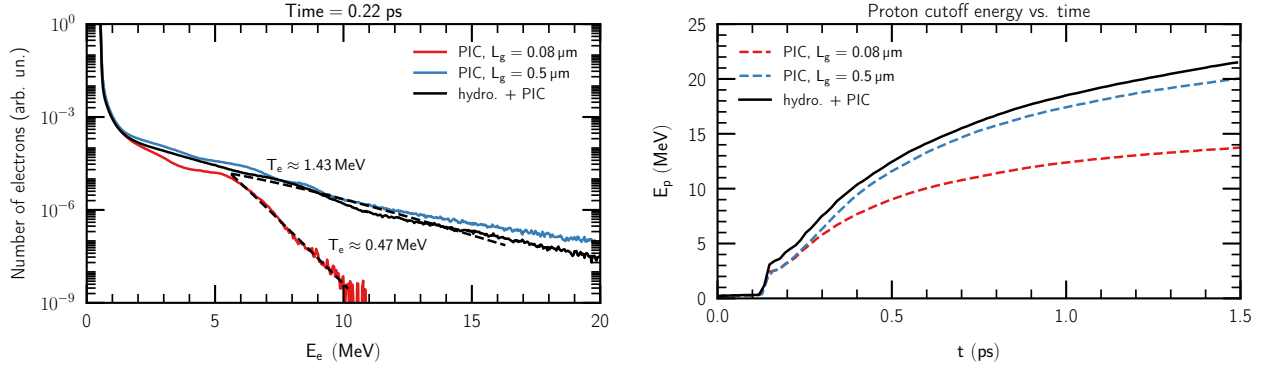 Time = 0.22 ps
Number of electrons (arb. un.)
10⁰
10⁻³
10⁻⁶
10⁻⁹
PIC, L_g = 0.08 μm
PIC, L_g = 0.5 μm
hydro. + PIC
T_e ≈ 1.43 MeV
T_e ≈ 0.47 MeV
0 5 10 15 20
E_e (MeV)
Proton cutoff energy vs. time
E_p (MeV)
25
20
15
10
5
0
PIC, L_g = 0.08 μm
PIC, L_g = 0.5 μm
hydro. + PIC
0.0 0.5 1.0 1.5
t (ps)